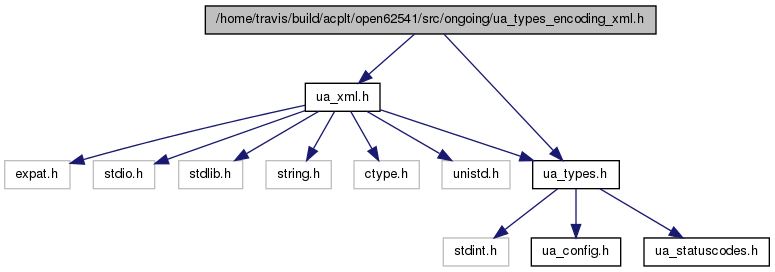 /home/travis/build/acplt/open62541/src/ongoing/ua_types_encoding_xml.h
ua_xml.h
expat.h
stdio.h
stdlib.h
string.h
ctype.h
unistd.h
ua_types.h
stdint.h
ua_config.h
ua_statuscodes.h